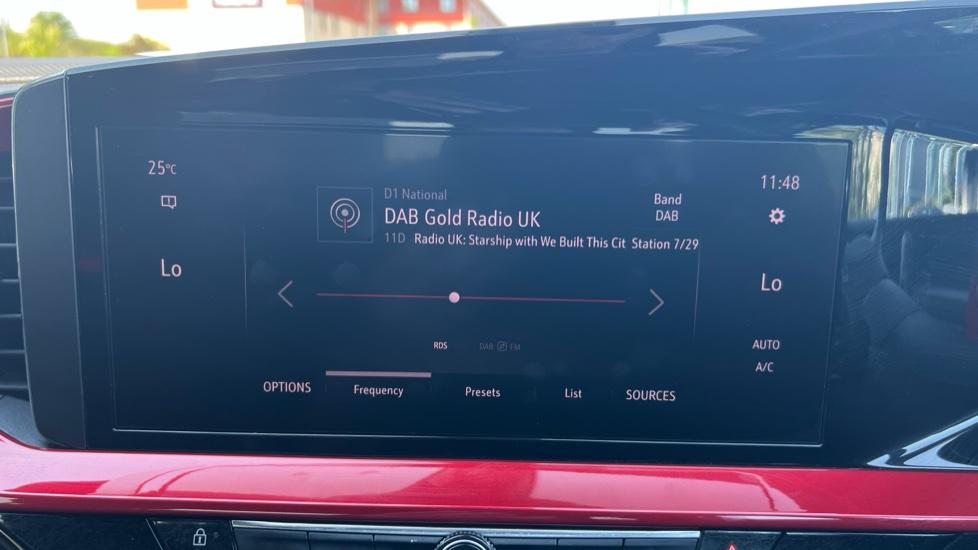 25°C
11:48
D1 National
DAB Gold Radio UK
11D Radio UK: Starship with We Built This Cit Station 7/29
Band
DAB
Lo
Lo
RDS
DAB FM
AUTO
A/C
OPTIONS
Frequency
Presets
List
SOURCES